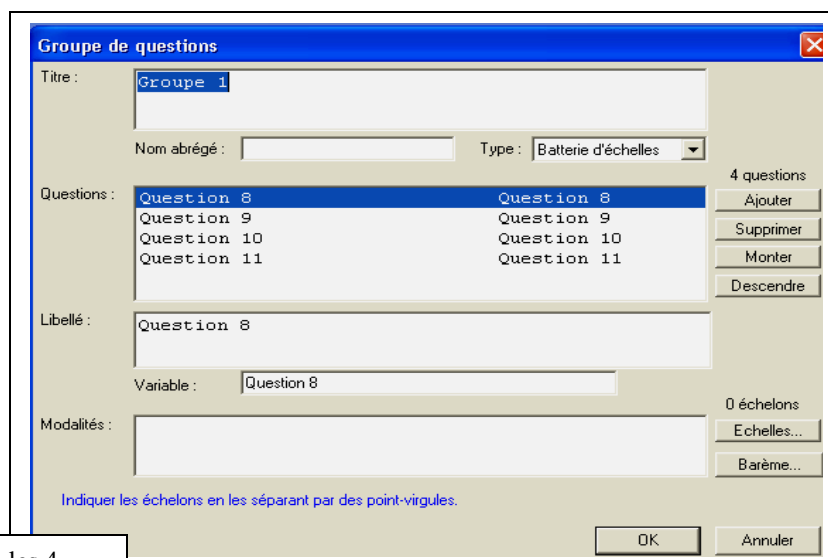 Groupe de questions
Titre :
Groupe 1
Nom abrégé :
Type : Batterie d'échelles
4 questions
Questions :
Question 8 Question 8
Question 9 Question 9
Question 10 Question 10
Question 11 Question 11
Ajouter
Supprimer
Monter
Descendre
Libellé :
Question 8
Variable : Question 8
0 échelons
Modalités :
Echelles...
Barème...
Indiquer les échelons en les séparant par des point-virgules.
OK Annuler
les 4